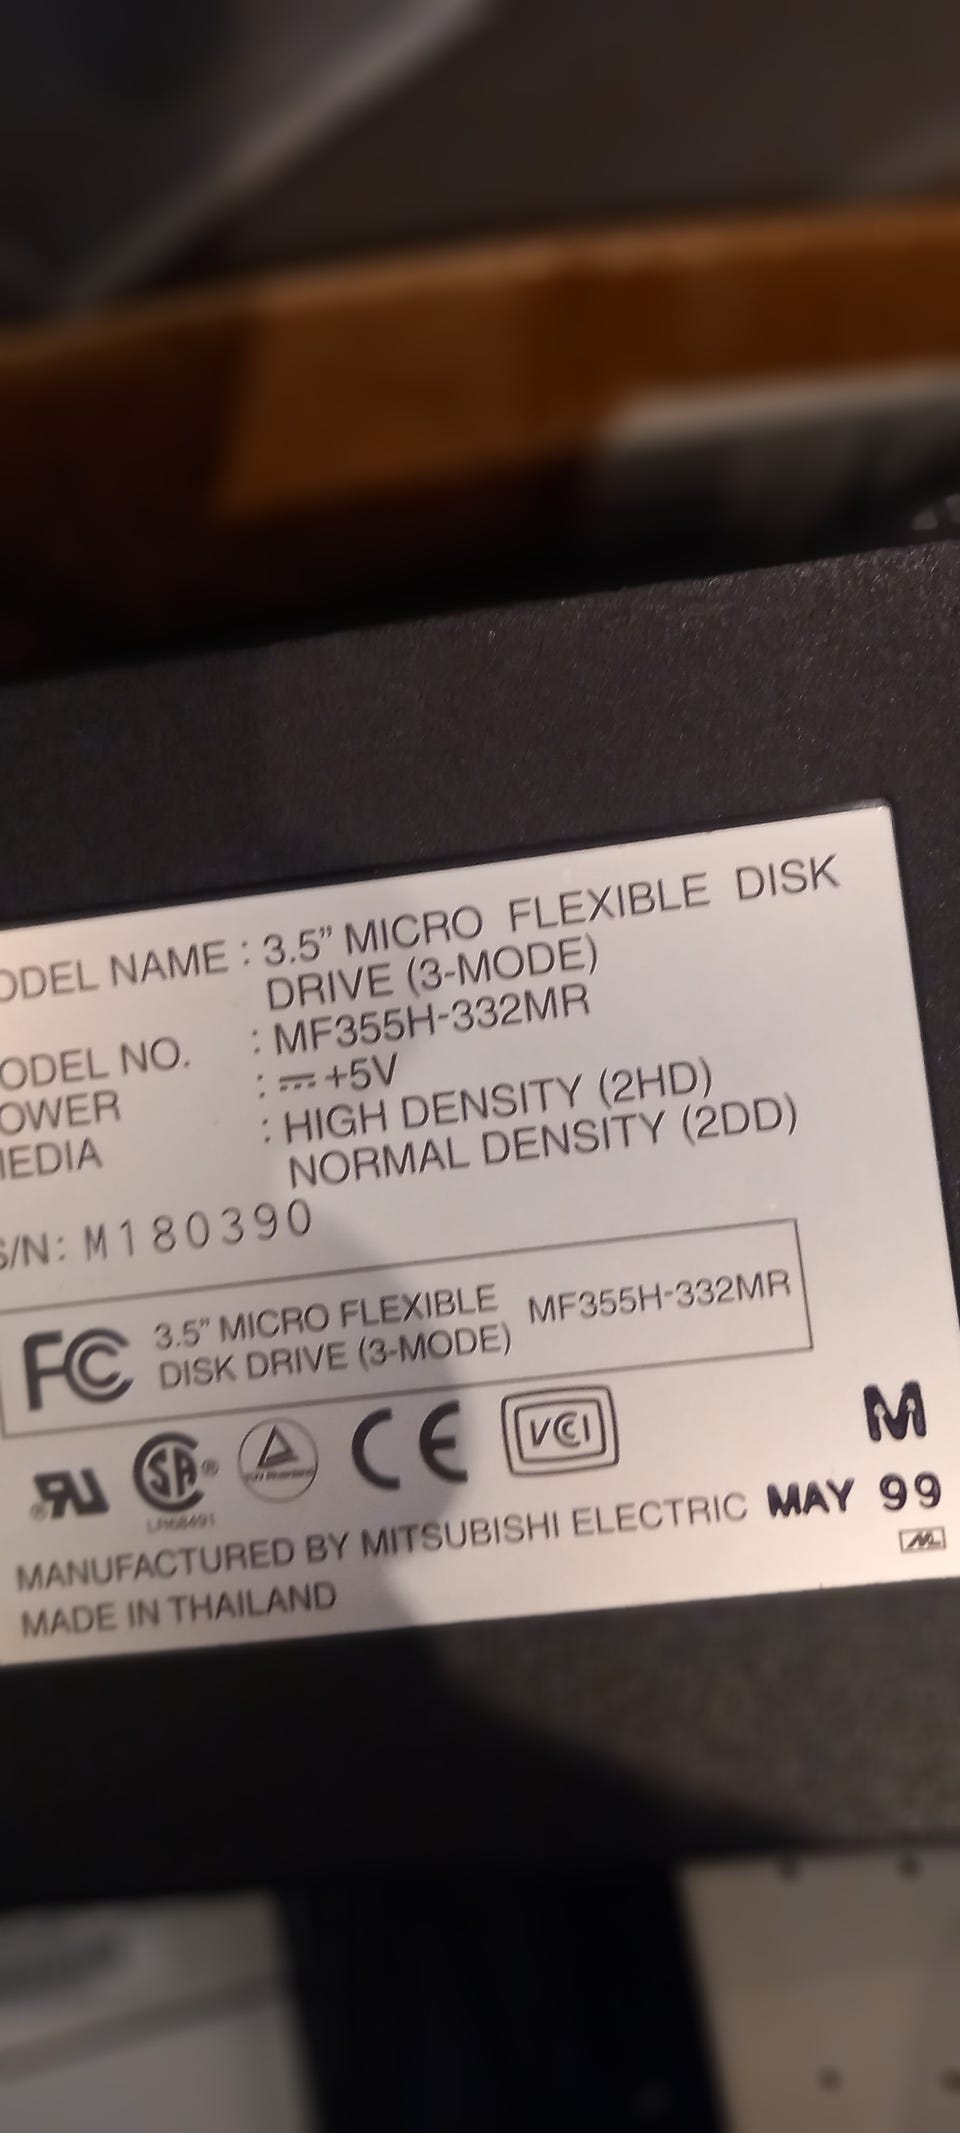 ODEL NAME : 3.5" MICRO FLEXIBLE DISK
DRIVE (3-MODE)
ODEL NO. : MF355H-332MR
OWER : +5V
EDIA : HIGH DENSITY (2HD)
NORMAL DENSITY (2DD)
S/N: M180390
FC 3.5" MICRO FLEXIBLE MF355H-332MR
DISK DRIVE (3-MODE)
SA CE VCI
M
MANUFACTURED BY MITSUBISHI ELECTRIC MAY 99
MADE IN THAILAND